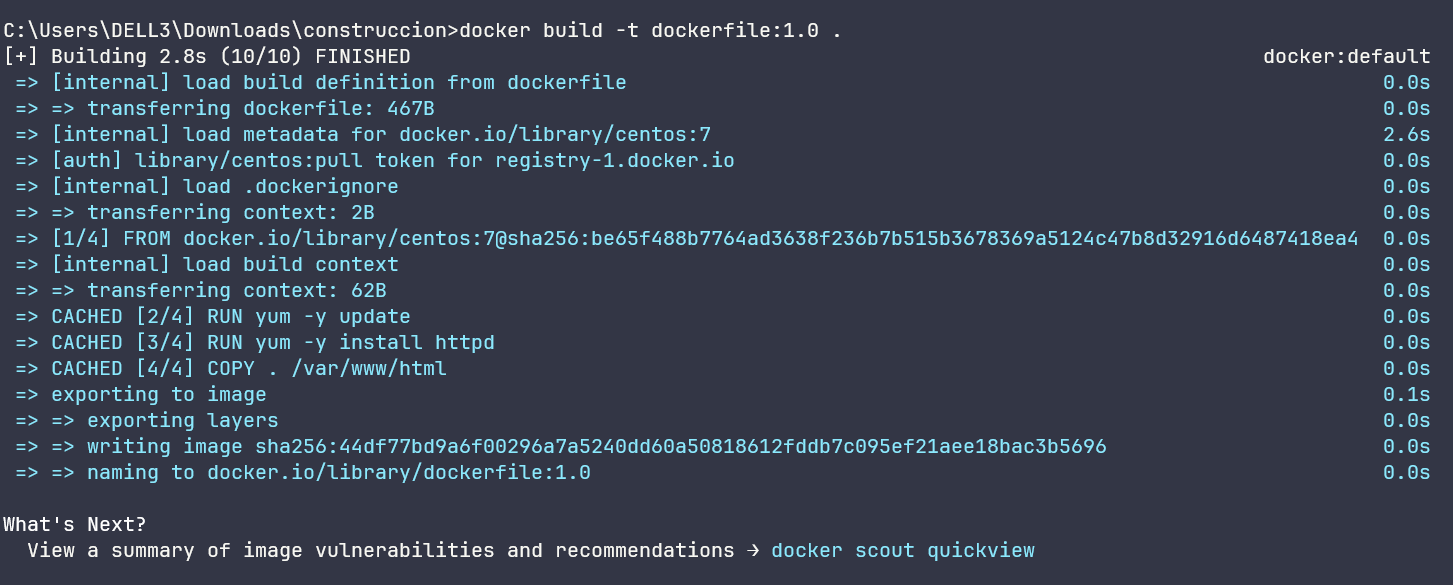 C:\Users\DELL3\Downloads\construccion>docker build -t dockerfile:1.0 .
[+] Building 2.8s (10/10) FINISHED docker:default
=> [internal] load build definition from dockerfile 0.0s
=> => transferring dockerfile: 467B 0.0s
=> [internal] load metadata for docker.io/library/centos:7 2.6s
=> [auth] library/centos:pull token for registry-1.docker.io 0.0s
=> [internal] load .dockerignore 0.0s
=> => transferring context: 2B 0.0s
=> [1/4] FROM docker.io/library/centos:7@sha256:be65f488b7764ad3638f236b7b515b3678369a5124c47b8d32916d6487418ea4 0.0s
=> [internal] load build context 0.0s
=> => transferring context: 62B 0.0s
=> CACHED [2/4] RUN yum -y update 0.0s
=> CACHED [3/4] RUN yum -y install httpd 0.0s
=> CACHED [4/4] COPY . /var/www/html 0.0s
=> exporting to image 0.1s
=> => exporting layers 0.0s
=> => writing image sha256:44df77bd9a6f00296a7a5240dd60a50818612fddb7c095ef21aee18bac3b5696 0.0s
=> => naming to docker.io/library/dockerfile:1.0 0.0s
What's Next?
View a summary of image vulnerabilities and recommendations → docker scout quickview